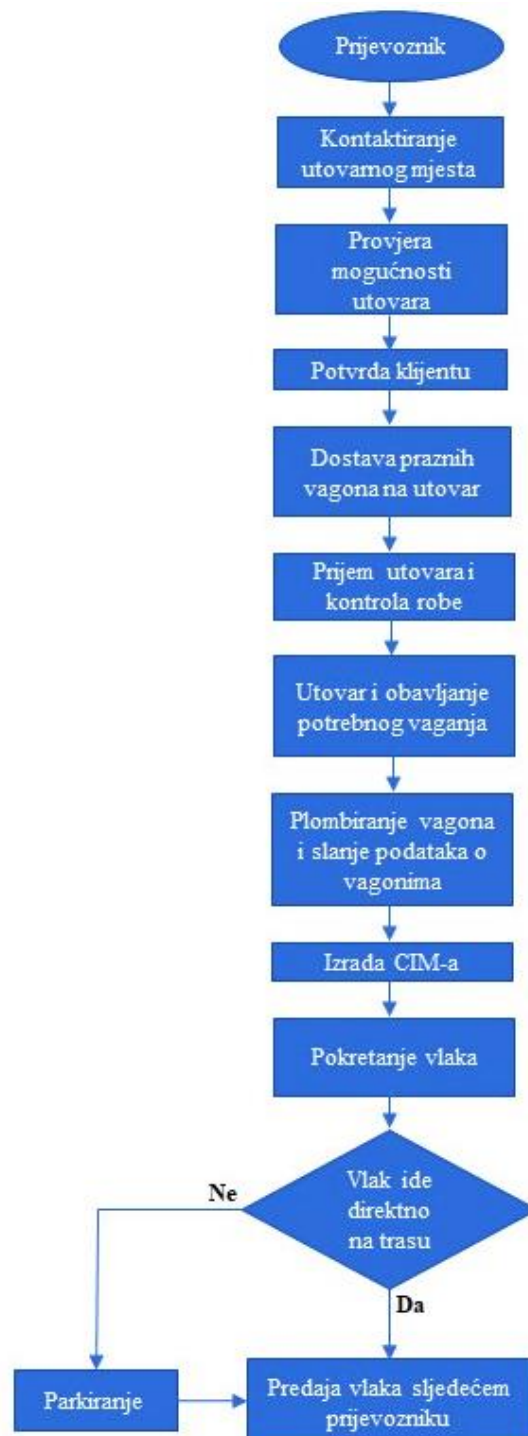 Prijevoznik
Kontaktiranje
utovarnog mjesta
Provjera
mogućnosti
utovara
Potvrda klijentu
Dostava praznih
vagona na utovar
Prijem utovara i
kontrola robe
Utovar i obavljanje
potrebnog vaganja
Plombiranje vagona
i slanje podataka o
vagonima
Izrada CIM-a
Pokretanje vlaka
Vlak ide
direktno
na trasu
Ne
Da
Parkiranje
Predaja vlaka sljedećem
prijevozniku